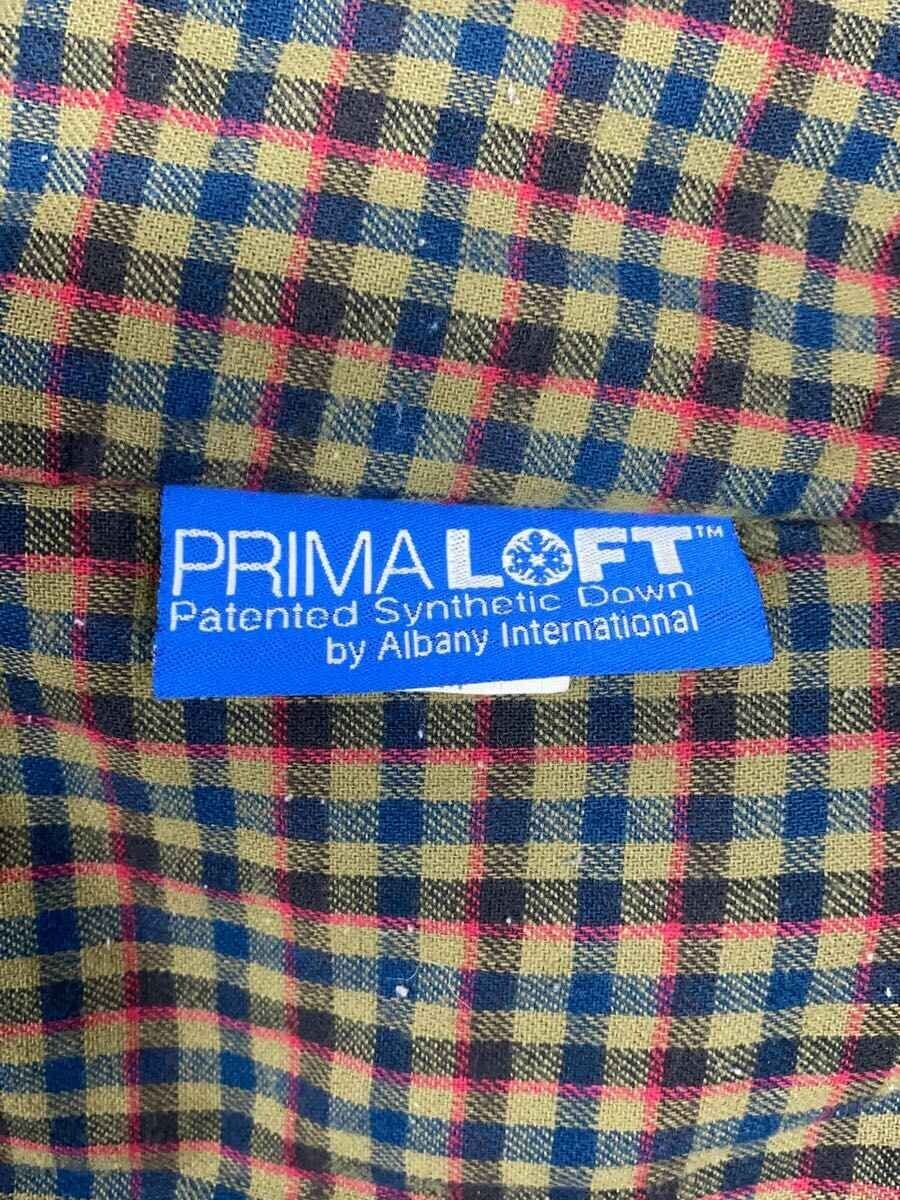 PRIMALOFT™
Patented Synthetic Down
by Albany International